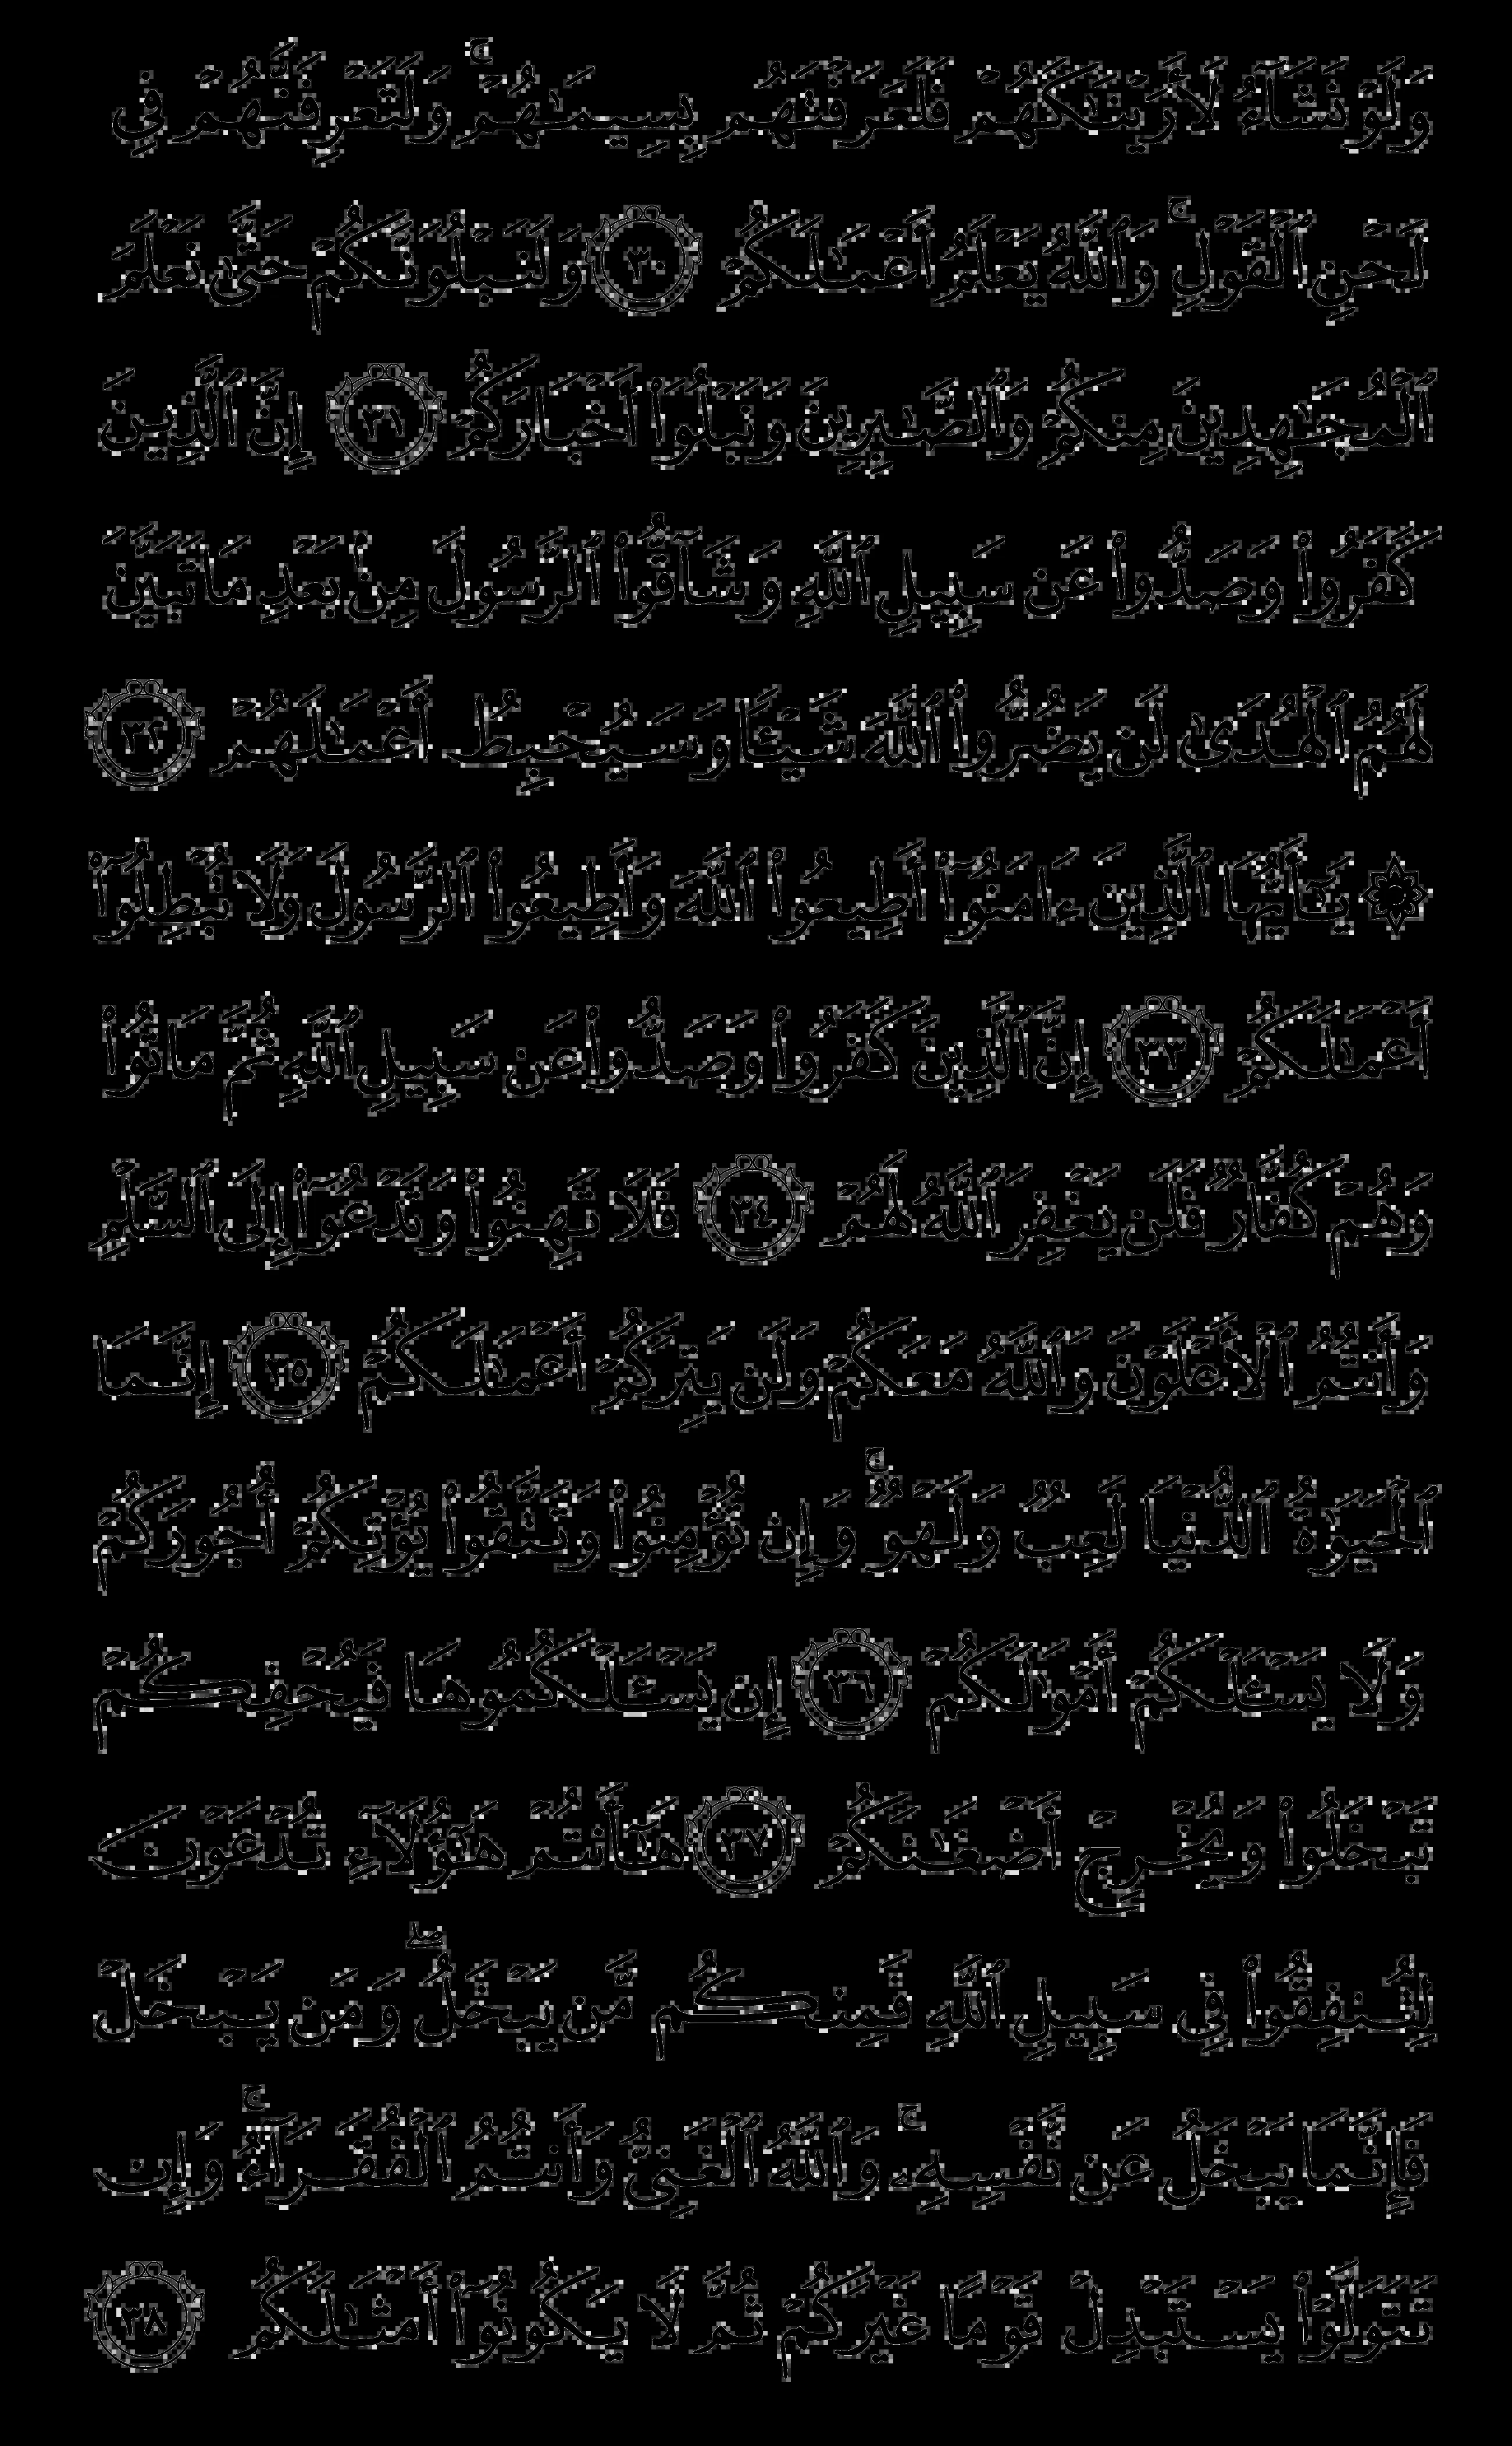 وَلَوْ نَشَآءُ لَأَرَيْنَٰكَهُمْ فَلَعَرَفْتَهُم بِسِيمَٰهُمْ ۚ وَلَتَعْرِفَنَّهُمْ فِى
لَحْنِ ٱلْقَوْلِ ۚ وَٱللَّهُ يَعْلَمُ أَعْمَٰلَكُمْ ٣٠ وَلَنَبْلُوَنَّكُمْ حَتَّىٰ نَعْلَمَ
ٱلْمُجَٰهِدِينَ مِنكُمْ وَٱلصَّٰبِرِينَ وَنَبْلُوَا۟ أَخْبَارَكُمْ ٣١ إِنَّ ٱلَّذِينَ
كَفَرُوا۟ وَصَدُّوا۟ عَن سَبِيلِ ٱللَّهِ وَشَآقُّوا۟ ٱلرَّسُولَ مِنۢ بَعْدِ مَا تَبَيَّنَ
لَهُمُ ٱلْهُدَىٰ لَن يَضُرُّوا۟ ٱللَّهَ شَيْـًٔا وَسَيُحْبِطُ أَعْمَٰلَهُمْ ٣٢
۞ يَٰٓأَيُّهَا ٱلَّذِينَ ءَامَنُوٓا۟ أَطِيعُوا۟ ٱللَّهَ وَأَطِيعُوا۟ ٱلرَّسُولَ وَلَا تُبْطِلُوٓا۟
أَعْمَٰلَكُمْ ٣٣ إِنَّ ٱلَّذِينَ كَفَرُوا۟ وَصَدُّوا۟ عَن سَبِيلِ ٱللَّهِ ثُمَّ مَاتُوا۟
وَهُمْ كُفَّارٌ فَلَن يَغْفِرَ ٱللَّهُ لَهُمْ ٣٤ فَلَا تَهِنُوا۟ وَتَدْعُوٓا۟ إِلَى ٱلسَّلْمِ
وَأَنتُمُ ٱلْأَعْلَوْنَ وَٱللَّهُ مَعَكُمْ وَلَن يَتِرَكُمْ أَعْمَٰلَكُمْ ٣٥ إِنَّمَا
ٱلْحَيَوٰةُ ٱلدُّنْيَا لَعِبٌ وَلَهْوٌ ۚ وَإِن تُؤْمِنُوا۟ وَتَتَّقُوا۟ يُؤْتِكُمْ أُجُورَكُمْ
وَلَا يَسْـَٔلْكُمْ أَمْوَٰلَكُمْ ٣٦ إِن يَسْـَٔلْكُمُوهَا فَيُحْفِكُمْ
تَبْخَلُوا۟ وَيُخْرِجْ أَضْغَٰنَكُمْ ٣٧ هَٰٓأَنتُمْ هَٰٓؤُلَآءِ تُدْعَوْنَ
لِتُنفِقُوا۟ فِى سَبِيلِ ٱللَّهِ فَمِنكُم مَّن يَبْخَلُ ۖ وَمَن يَبْخَلْ
فَإِنَّمَا يَبْخَلُ عَن نَّفْسِهِۦ ۚ وَٱللَّهُ ٱلْغَنِىُّ وَأَنتُمُ ٱلْفُقَرَآءُ ۚ وَإِن
تَتَوَلَّوْا۟ يَسْتَبْدِلْ قَوْمًا غَيْرَكُمْ ثُمَّ لَا يَكُونُوٓا۟ أَمْثَٰلَكُم ٣٨